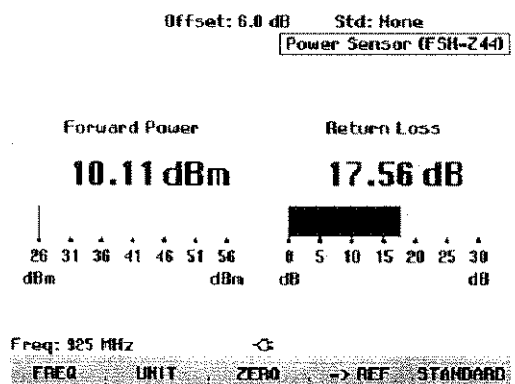 Offset: 6.0 dB Std: None
Power Sensor (FSH-Z44)
Forward Power Return Loss
10.11 dBm 17.56 dB
26 31 36 41 46 51 56 0 5 10 15 20 25 30
dBm dBm dB dB
Freq: 925 MHz
FREQ UNIT ZERO -> REF STANDARD